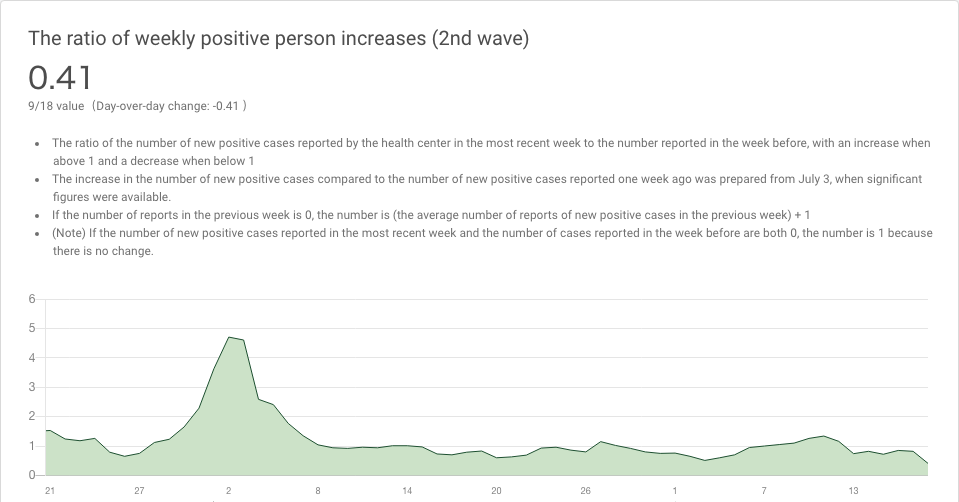 The ratio of weekly positive person increases (2nd wave)
0.41
9/18 value (Day-over-day change: -0.41 )
• The ratio of the number of new positive cases reported by the health center in the most recent week to the number reported in the week before, with an increase when
above 1 and a decrease when below 1
• The increase in the number of new positive cases compared to the number of new positive cases reported one week ago was prepared from July 3, when significant
figures were available.
• If the number of reports in the previous week is 0, the number is (the average number of reports of new positive cases in the previous week) + 1
• (Note) If the number of new positive cases reported in the most recent week and the number of cases reported in the week before are both 0, the number is 1 because
there is no change.
6
5
4
3
2
1
0
21 27 2 8 14 20 26 1 7 13